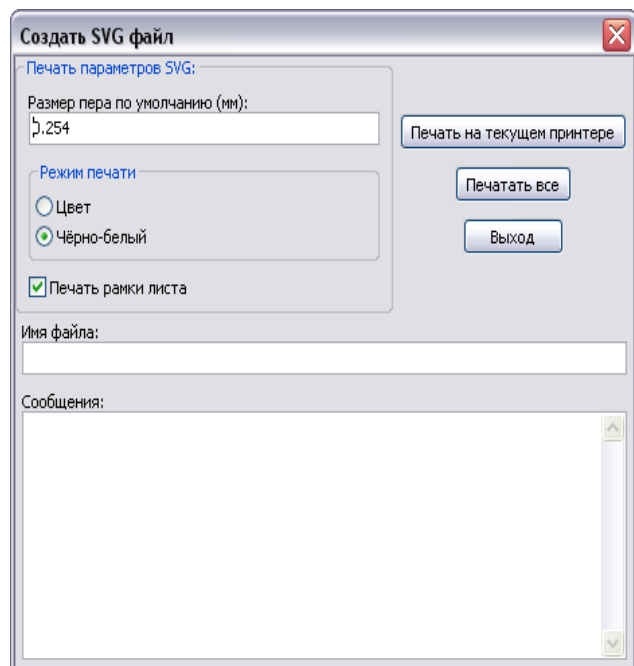 Создать SVG файл
Печать параметров SVG:
Размер пера по умолчанию (мм):
0.254
Режим печати
Цвет
Чёрно-белый
Печать рамки листа
Печать на текущем принтере
Печатать все
Выход
Имя файла:
Сообщения: